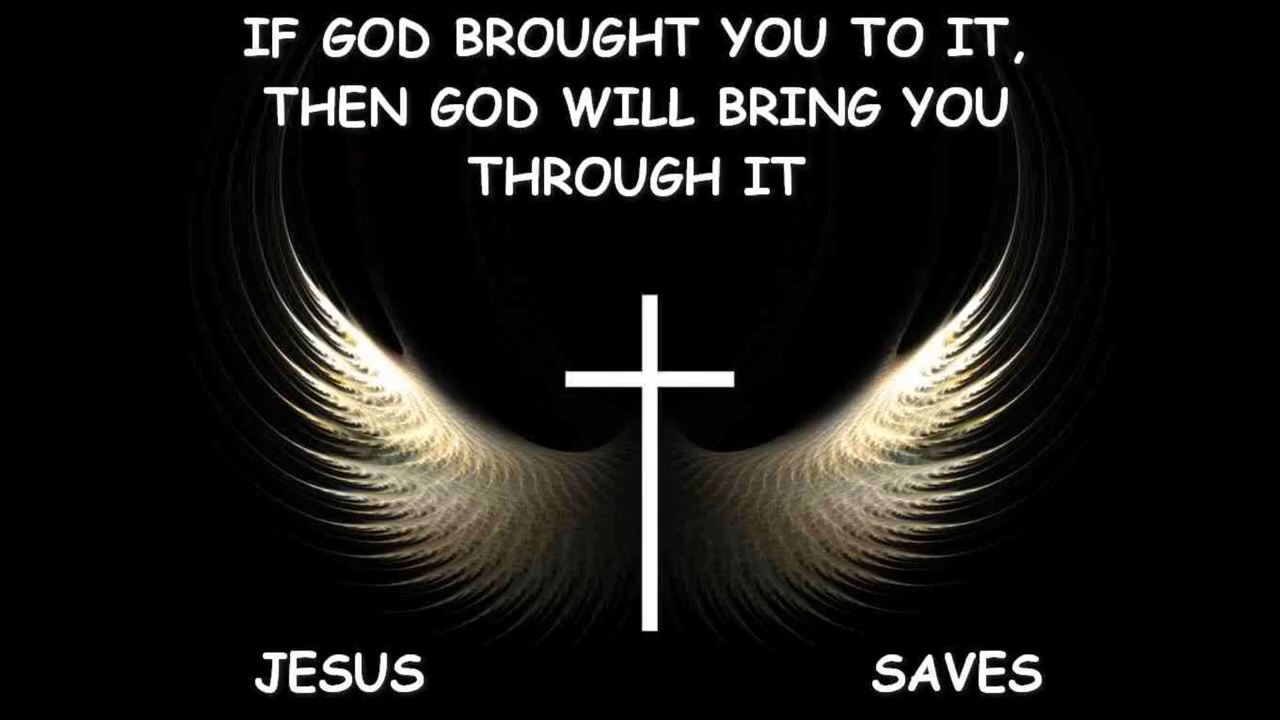 IF GOD BROUGHT YOU TO IT,
THEN GOD WILL BRING YOU
THROUGH IT
JESUS SAVES